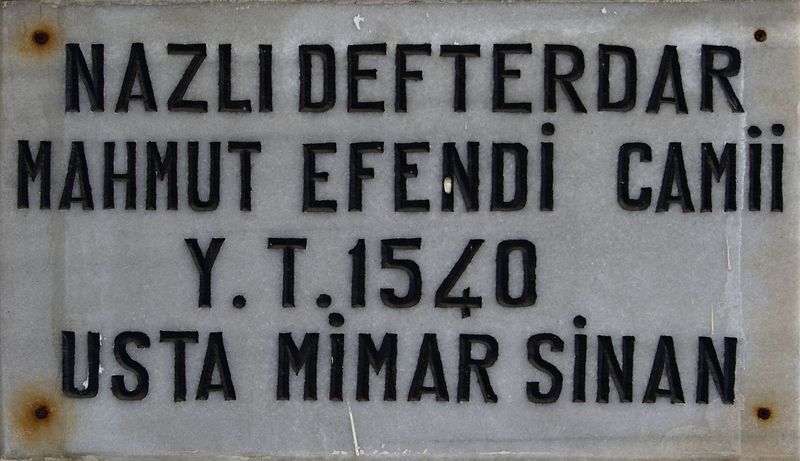 NAZLI DEFTERDAR
MAHMUT EFENDİ CAMİİ
Y. T. 1540
USTA MİMAR SİNAN